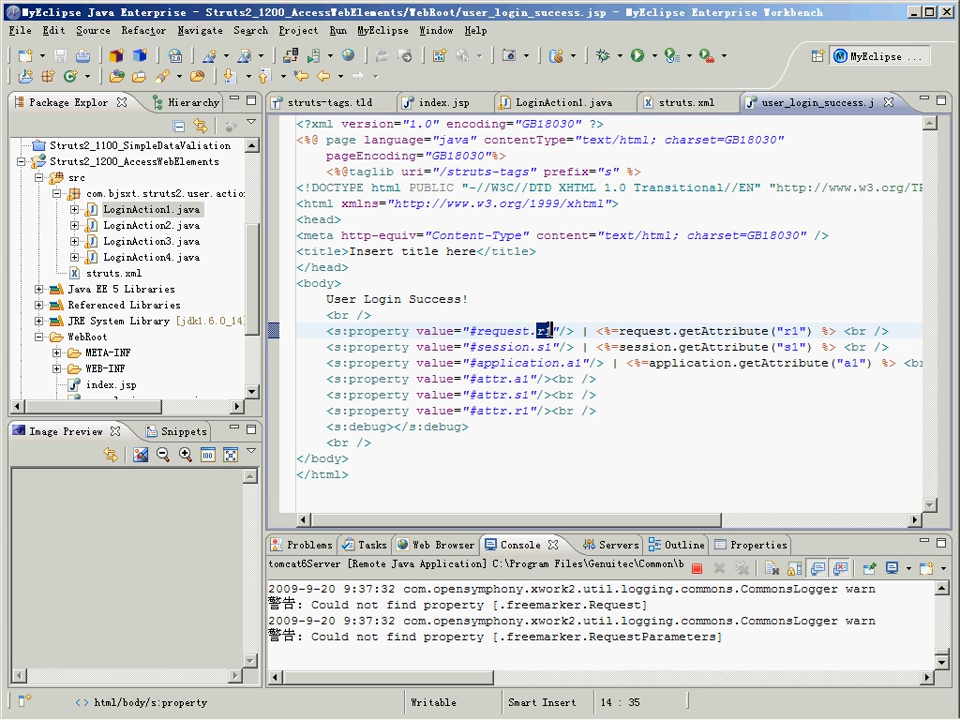 MyEclipse Java Enterprise - Struts2_1200_AccessWebElements/WebRoot/user_login_success.jsp - MyEclipse Enterprise Workbench
File Edit Source Refactor Navigate Search Project Run MyEclipse Window Help
MyEclipse ...
Package Explor Hierarchy
struts-tags.tld index.jsp LoginAction1.java struts.xml user_login_success.j
Struts2_1100_SimpleDataValiation
Struts2_1200_AccessWebElements
src
com.bjsxt.struts2.user.action
LoginAction1.java
LoginAction2.java
LoginAction3.java
LoginAction4.java
struts.xml
Java EE 5 Libraries
Referenced Libraries
JRE System Library [jdk1.6.0_14]
WebRoot
META-INF
WEB-INF
index.jsp
<?xml version="1.0" encoding="GB18030" ?>
<%@ page language="java" contentType="text/html; charset=GB18030"
pageEncoding="GB18030"%>
<%@taglib uri="/struts-tags" prefix="s" %>
<!DOCTYPE html PUBLIC "-//W3C//DTD XHTML 1.0 Transitional//EN" "http://www.w3.org/TR
<html xmlns="http://www.w3.org/1999/xhtml">
<head>
<meta http-equiv="Content-Type" content="text/html; charset=GB18030" />
<title>Insert title here</title>
</head>
<body>
User Login Success!
<br />
<s:property value="#request.r1"/> | <%=request.getAttribute("r1") %> <br />
<s:property value="#session.s1"/> | <%=session.getAttribute("s1") %> <br />
<s:property value="#application.a1"/> | <%=application.getAttribute("a1") %> <br
<s:property value="#attr.a1"/><br />
<s:property value="#attr.s1"/><br />
<s:property value="#attr.r1"/><br />
<s:debug></s:debug>
<br />
</body>
</html>
Image Preview Snippets
Problems Tasks Web Browser Console Servers Outline Properties
tomcat6Server [Remote Java Application] C:\Program Files\Genuitec\Common\b
2009-9-20 9:37:32 com.opensymphony.xwork2.util.logging.commons.CommonsLogger warn
警告: Could not find property [.freemarker.Request]
2009-9-20 9:37:32 com.opensymphony.xwork2.util.logging.commons.CommonsLogger warn
警告: Could not find property [.freemarker.RequestParameters]
<> html/body/s:property Writable Smart Insert 14 : 35